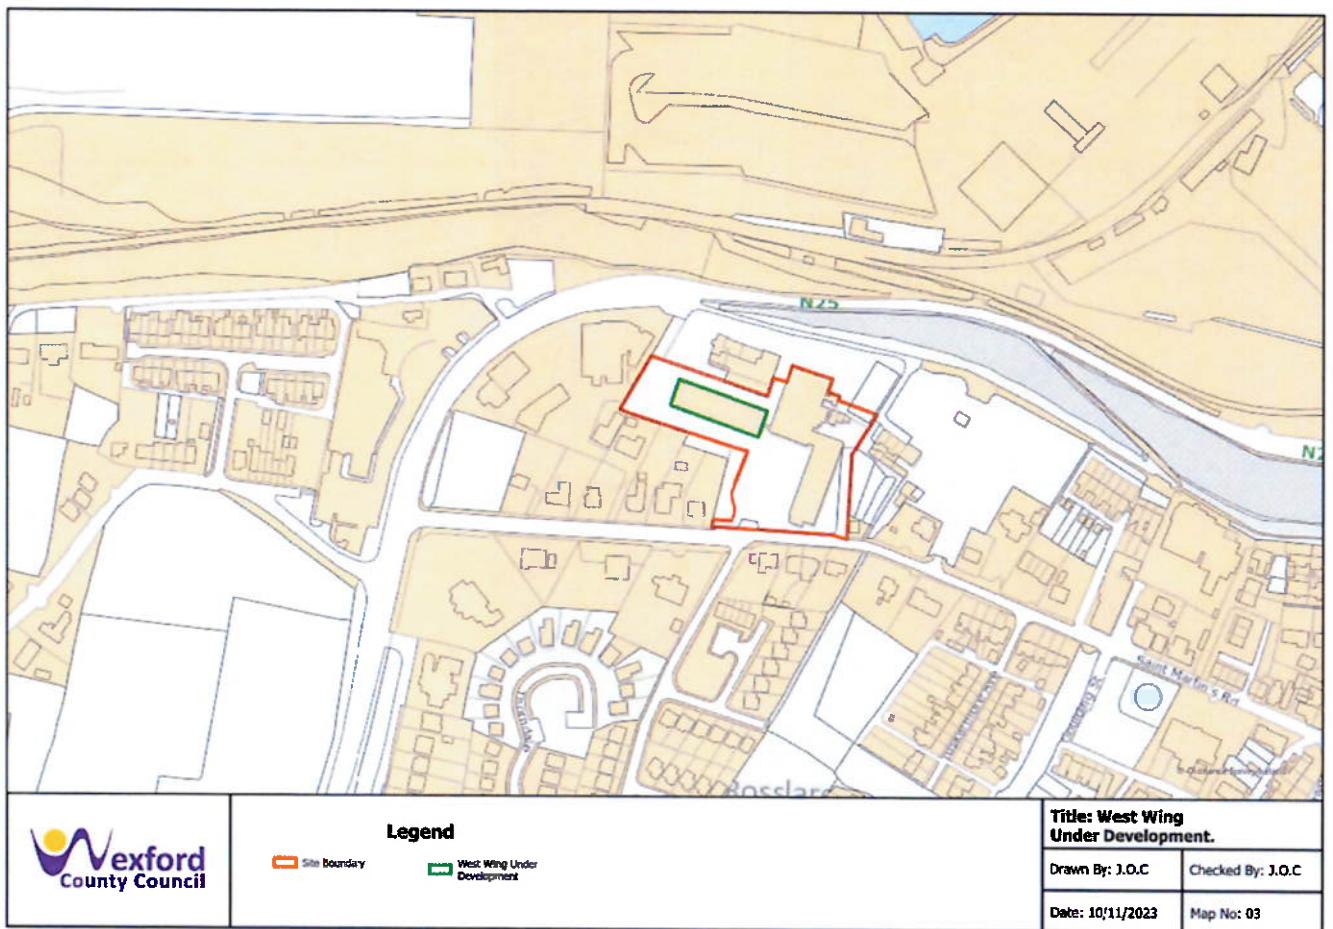 N25
N2
Saint Martin's Rd
Rosslare
Wexford
County Council
Legend
Site Boundary
West Wing Under
Development
Title: West Wing
Under Development.
Drawn By: J.O.C
Checked By: J.O.C
Date: 10/11/2023
Map No: 03